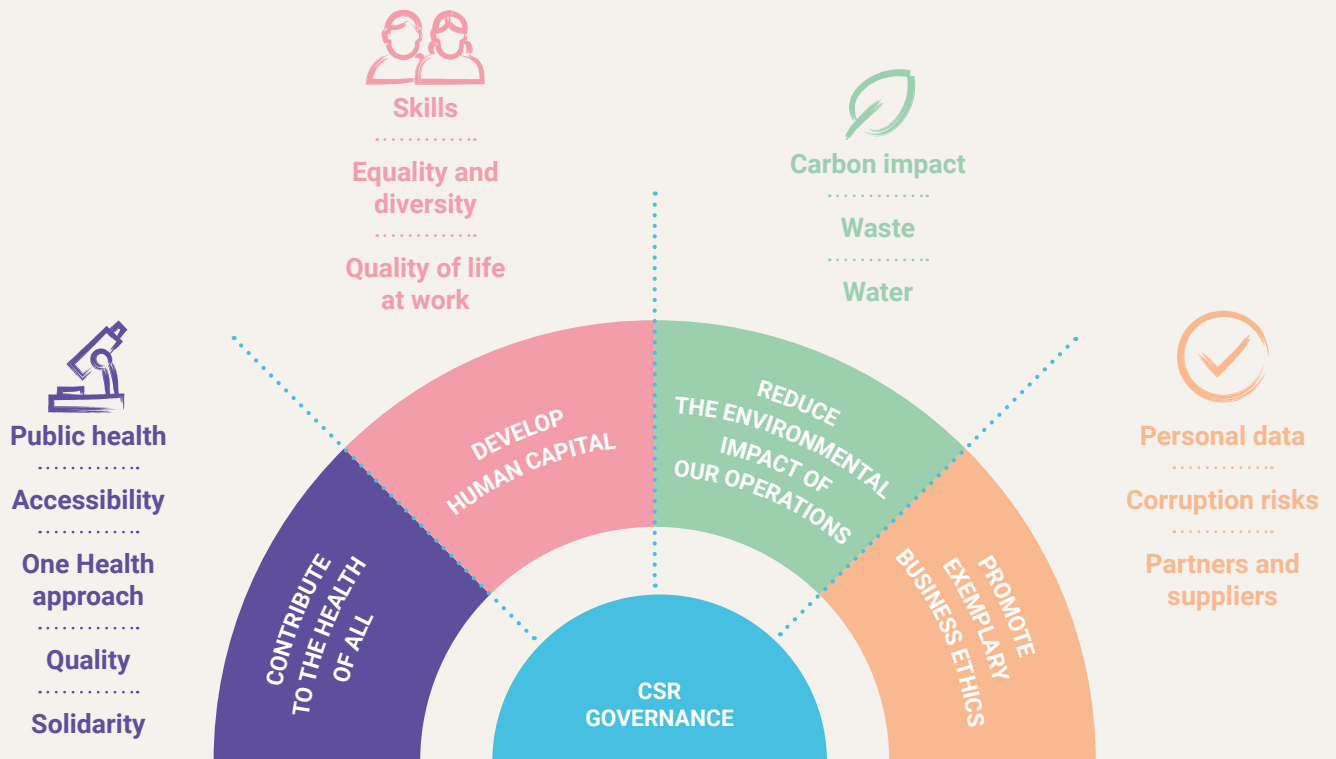 Skills
Equality and
diversity
Quality of life
at work
Carbon impact
Waste
Water
Public health
Accessibility
One Health
approach
Quality
Solidarity
Personal data
Corruption risks
Partners and
suppliers
CONTRIBUTE
TO THE HEALTH
OF ALL
DEVELOP
HUMAN CAPITAL
REDUCE
THE ENVIRONMENTAL
IMPACT OF
OUR OPERATIONS
PROMOTE
EXEMPLARY
BUSINESS ETHICS
CSR
GOVERNANCE